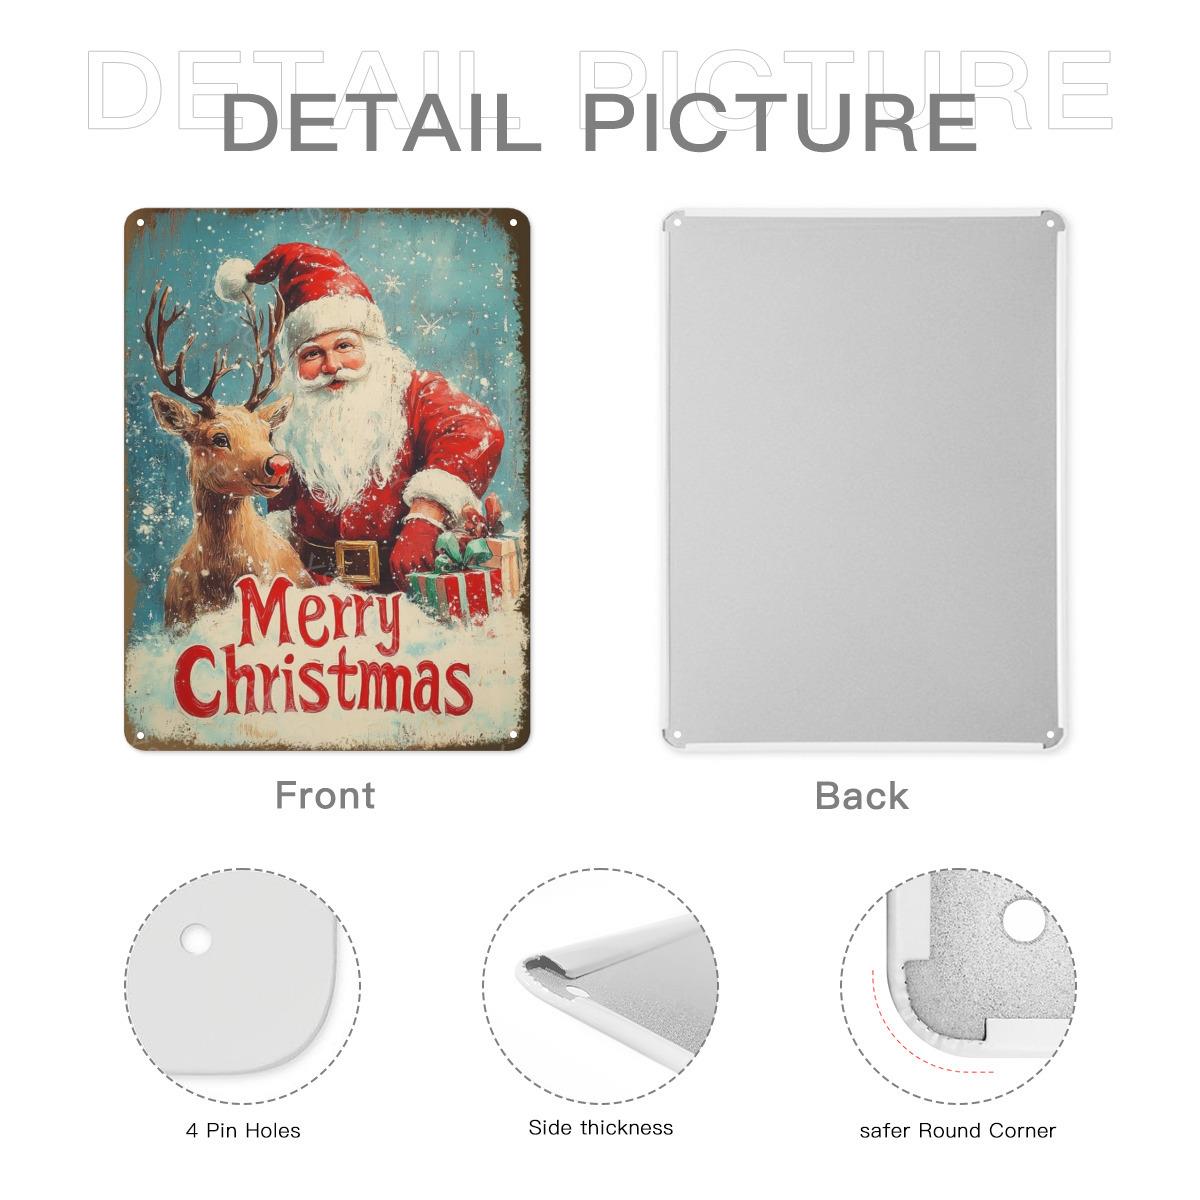 DETAIL PICTURE
DETAIL PICTURE
Merry
Christmas
Front
Back
4 Pin Holes
Side thickness
safer Round Corner